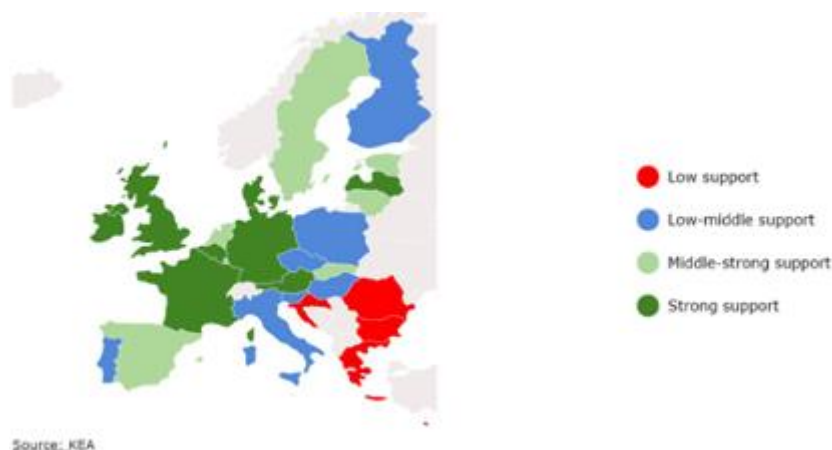 Low support
Low-middle support
Middle-strong support
Strong support
Source: KEA